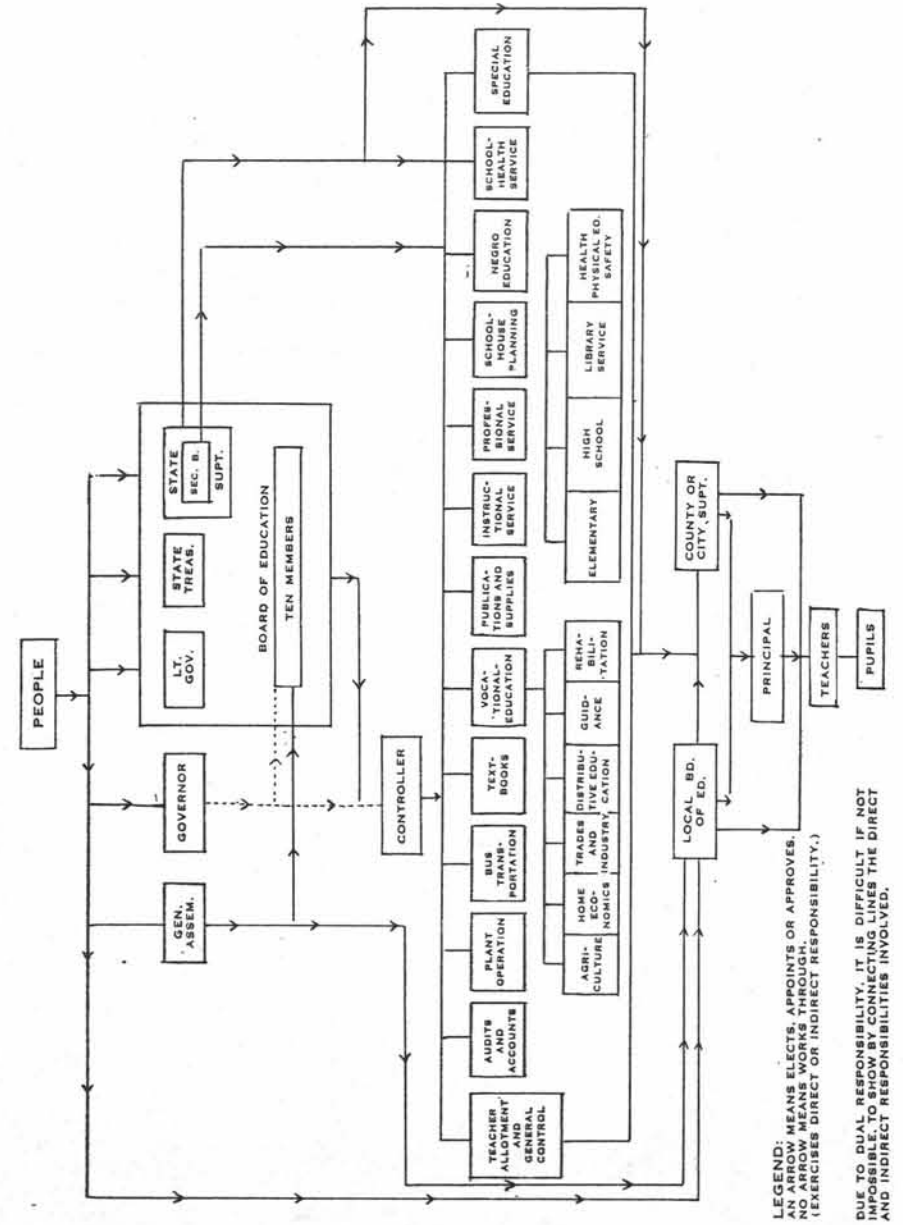 PEOPLE
GEN.
ASSEM.
GOVERNOR
LT.
GOV.
STATE
TREAS.
STATE
SEC. B.
SUPT.
BOARD OF EDUCATION
TEN MEMBERS
CONTROLLER
TEACHER
ALLOTMENT
AND
GENERAL
CONTROL
AUDITS
AND
ACCOUNTS
PLANT
OPERATION
BUS
TRANS-
PORTATION
TEXT-
BOOKS
VOCA-
TIONAL-
EDUCATION
PUBLICA-
TIONS AND
SUPPLIES
INSTRUC-
TIONAL
SERVICE
PROFES-
SIONAL
SERVICE
SCHOOL-
HOUSE
PLANNING
NEGRO
EDUCATION
SCHOOL-
HEALTH
SERVICE
SPECIAL
EDUCATION
AGRI-
CULTURE
HOME
ECO-
NOMICS
TRADES
AND
INDUSTRY
DISTRIBU-
TIVE EDU-
CATION
GUID-
ANCE
REHA-
BILI-
TATION
ELEMENTARY
HIGH
SCHOOL
LIBRARY
SERVICE
HEALTH
PHYSICAL ED.
SAFETY
LOCAL BD.
OF ED.
COUNTY OR
CITY SUPT.
PRINCIPAL
TEACHERS
PUPILS
LEGEND:
AN ARROW MEANS ELECTS, APPOINTS OR APPROVES.
NO ARROW MEANS WORKS THROUGH.
(EXERCISES DIRECT OR INDIRECT RESPONSIBILITY.)
DUE TO DUAL RESPONSIBILITY, IT IS DIFFICULT IF NOT
IMPOSSIBLE, TO SHOW BY CONNECTING LINES THE DIRECT
AND INDIRECT RESPONSIBILITIES INVOLVED.